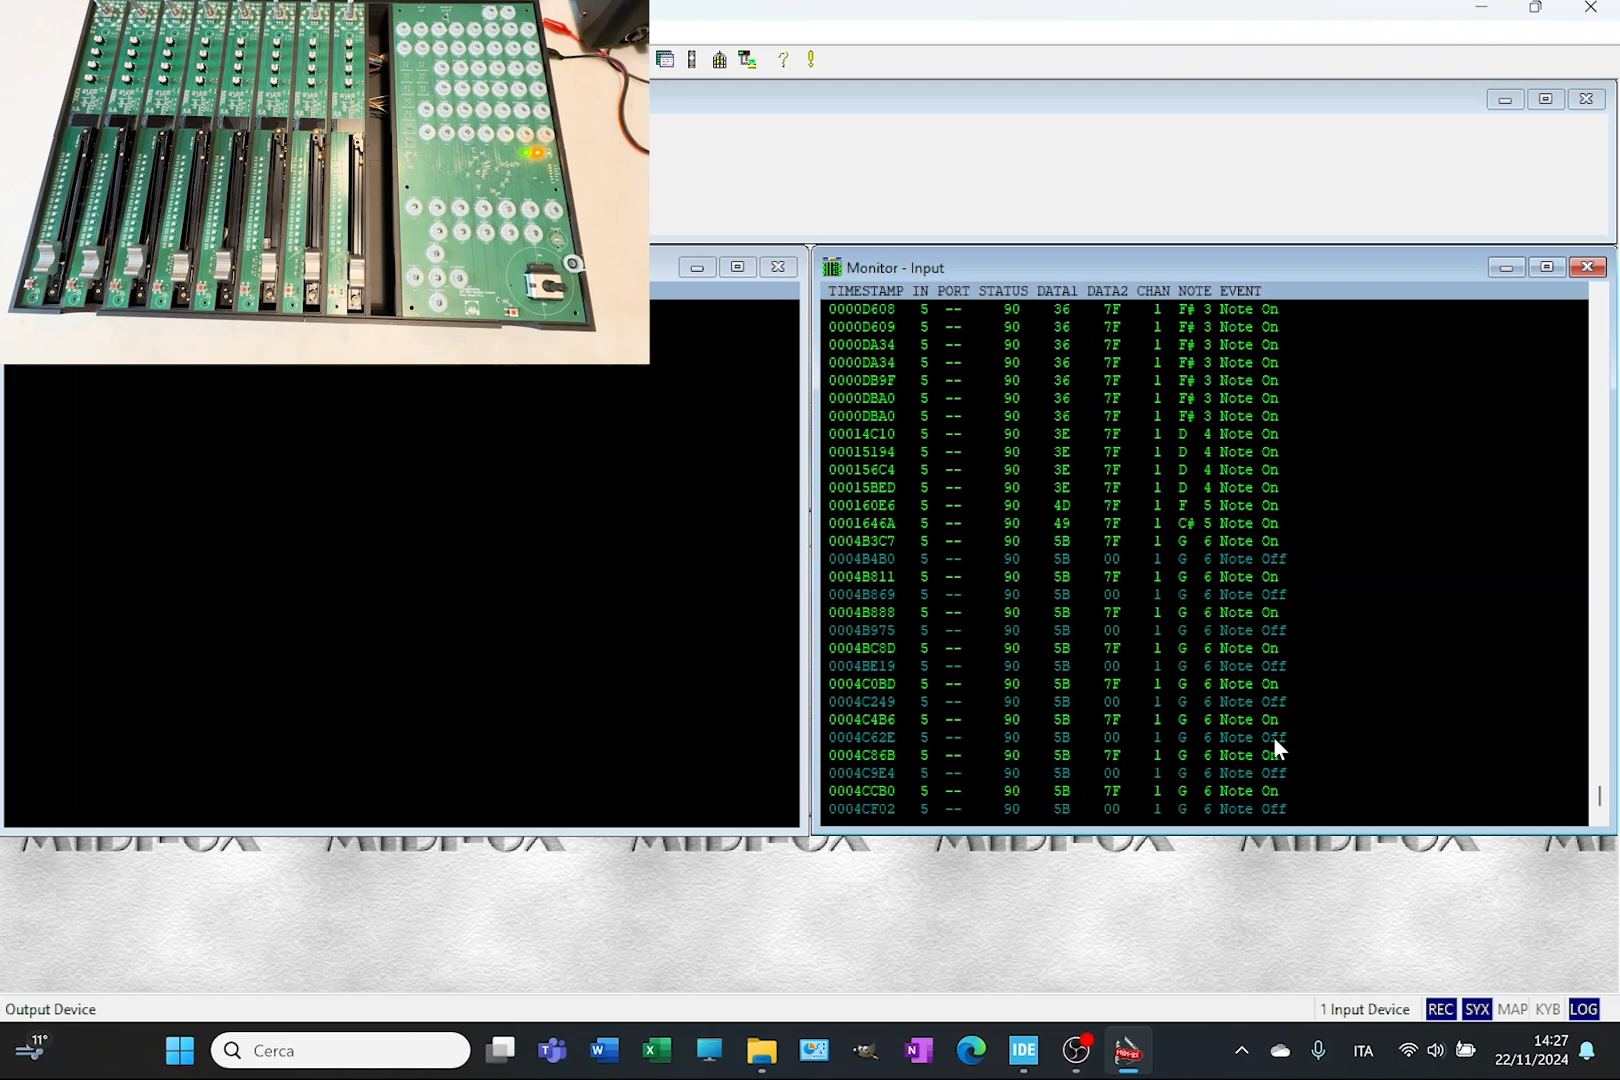 Monitor - Input
TIMESTAMP IN PORT STATUS DATA1 DATA2 CHAN NOTE EVENT
0000D608 5 -- 90 36 7F 1 F# 3 Note On
0000D609 5 -- 90 36 7F 1 F# 3 Note On
0000DA34 5 -- 90 36 7F 1 F# 3 Note On
0000DA34 5 -- 90 36 7F 1 F# 3 Note On
0000DB9F 5 -- 90 36 7F 1 F# 3 Note On
0000DBA0 5 -- 90 36 7F 1 F# 3 Note On
0000DBA0 5 -- 90 36 7F 1 F# 3 Note On
00014C10 5 -- 90 3E 7F 1 D 4 Note On
00015194 5 -- 90 3E 7F 1 D 4 Note On
000156C4 5 -- 90 3E 7F 1 D 4 Note On
00015BED 5 -- 90 3E 7F 1 D 4 Note On
000160E6 5 -- 90 4D 7F 1 F 5 Note On
0001646A 5 -- 90 49 7F 1 C# 5 Note On
0004B3C7 5 -- 90 5B 7F 1 G 6 Note On
0004B4B0 5 -- 90 5B 00 1 G 6 Note Off
0004B811 5 -- 90 5B 7F 1 G 6 Note On
0004B869 5 -- 90 5B 00 1 G 6 Note Off
0004B888 5 -- 90 5B 7F 1 G 6 Note On
0004B975 5 -- 90 5B 00 1 G 6 Note Off
0004BC8D 5 -- 90 5B 7F 1 G 6 Note On
0004BE19 5 -- 90 5B 00 1 G 6 Note Off
0004C0BD 5 -- 90 5B 7F 1 G 6 Note On
0004C249 5 -- 90 5B 00 1 G 6 Note Off
0004C4B6 5 -- 90 5B 7F 1 G 6 Note On
0004C62E 5 -- 90 5B 00 1 G 6 Note Off
0004C86B 5 -- 90 5B 7F 1 G 6 Note On
0004C9E4 5 -- 90 5B 00 1 G 6 Note Off
0004CCB0 5 -- 90 5B 7F 1 G 6 Note On
0004CF02 5 -- 90 5B 00 1 G 6 Note Off
MIDI-OX MIDI-OX MIDI-OX MIDI-OX MIDI-OX
Output Device 1 Input Device REC SYX MAP KYB LOG
11° Cerca IDE ITA 14:27
22/11/2024